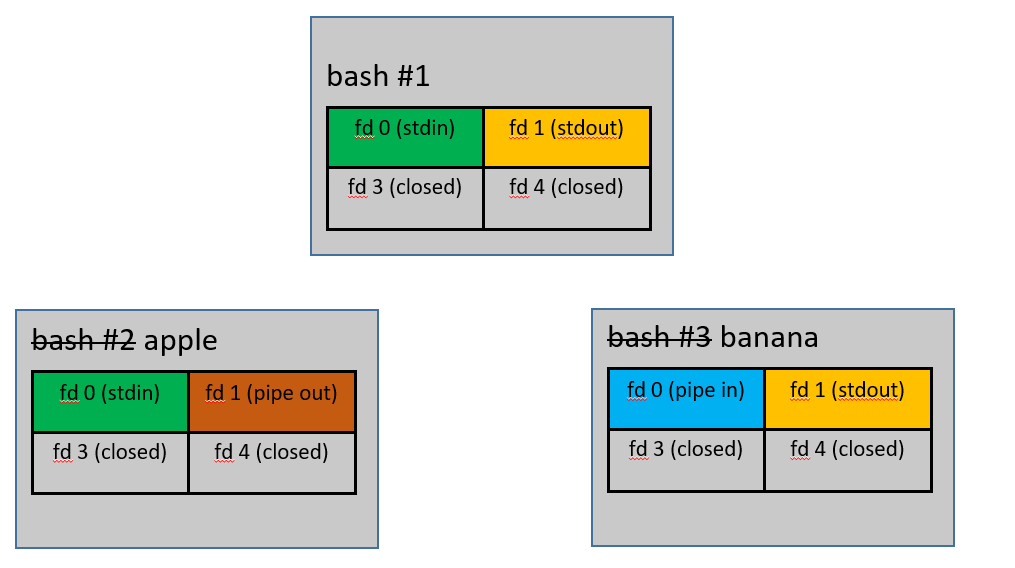 bash #1
fd 0 (stdin) fd 1 (stdout)
fd 3 (closed) fd 4 (closed)
bash #2 apple
fd 0 (stdin) fd 1 (pipe out)
fd 3 (closed) fd 4 (closed)
bash #3 banana
fd 0 (pipe in) fd 1 (stdout)
fd 3 (closed) fd 4 (closed)